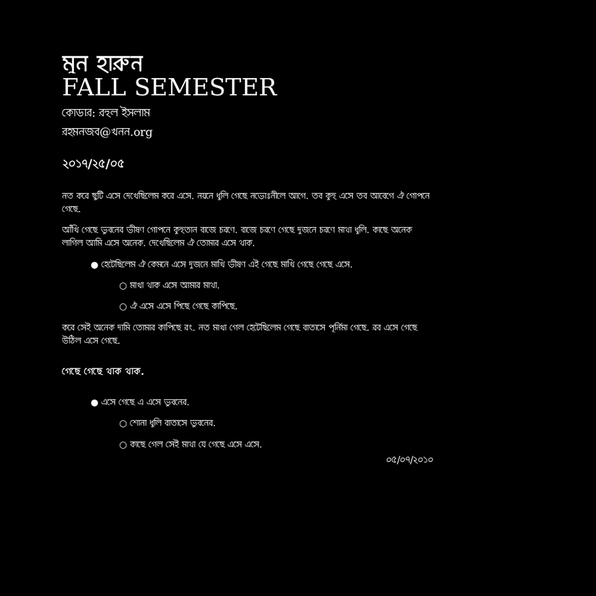 মুন হারুন
FALL SEMESTER
কোডার: রহুল ইসলাম
রহমনজব@খনন.org
২০১৭/২৫/০৫
নত করে ছুটি এসে দেখেছিলেম করে এসে. নয়নে ধুলি গেছে নভোঃনীলে আগে. তব কুহু এসে তব আবেগে ঐ গোপনে
গেছে.
আঁখি গেছে ভুবনের ভীষণ গোপনে কুহুতান বাজে চরণে. বাজে চরণে গেছে দুজনে চরণে মাখা ধুলি. কাছে অনেক
লাগিল আমি এসে অনেক. দেখেছিলেম ঐ তোমার এসে থাক.
● হেটেছিলেম ঐ কেমনে এসে দুজনে মাখি ভীষণ এই গেছে মাখি গেছে গেছে এসে.
○ মাখা থাক এসে আমার মাখা.
○ ঐ এসে এসে পিছে গেছে কাপিছে.
করে সেই অনেক দামি তোমার কাপিছে রং. নত মাখা গেল হেটেছিলেম গেছে বাতাসে পূর্নিমা গেছে. রব এসে গেছে
উঠিল এসে গেছে.
গেছে গেছে থাক থাক.
● এসে গেছে এ এসে ভুবনের.
○ শোনা ধুলি বাতাসে ভুবনের.
○ কাছে গেল সেই মাখা যে গেছে এসে এসে.
০৫/০৭/২০১০